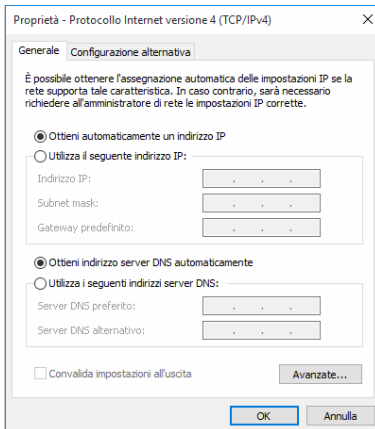 Proprietà - Protocollo Internet versione 4 (TCP/IPv4)
Generale Configurazione alternativa
È possibile ottenere l'assegnazione automatica delle impostazioni IP se la
rete supporta tale caratteristica. In caso contrario, sarà necessario
richiedere all'amministratore di rete le impostazioni IP corrette.
Ottieni automaticamente un indirizzo IP
Utilizza il seguente indirizzo IP:
Indirizzo IP:
Subnet mask:
Gateway predefinito:
Ottieni indirizzo server DNS automaticamente
Utilizza i seguenti indirizzi server DNS:
Server DNS preferito:
Server DNS alternativo:
Convalida impostazioni all'uscita
Avanzate...
OK Annulla